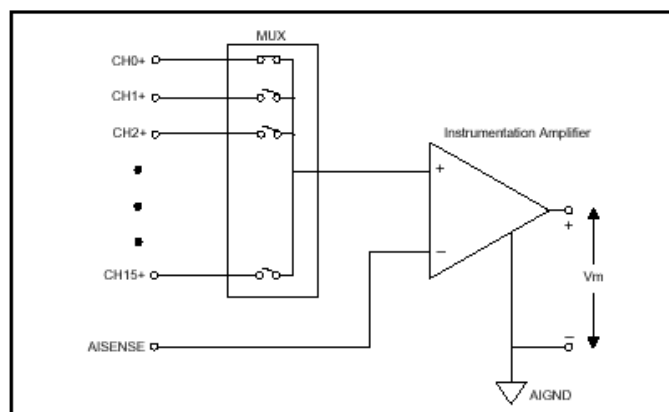 MUX
CH0+
CH1+
CH2+
Instrumentation Amplifier
+
−
+
Vm
CH15+
−
AISENSE
AIGND